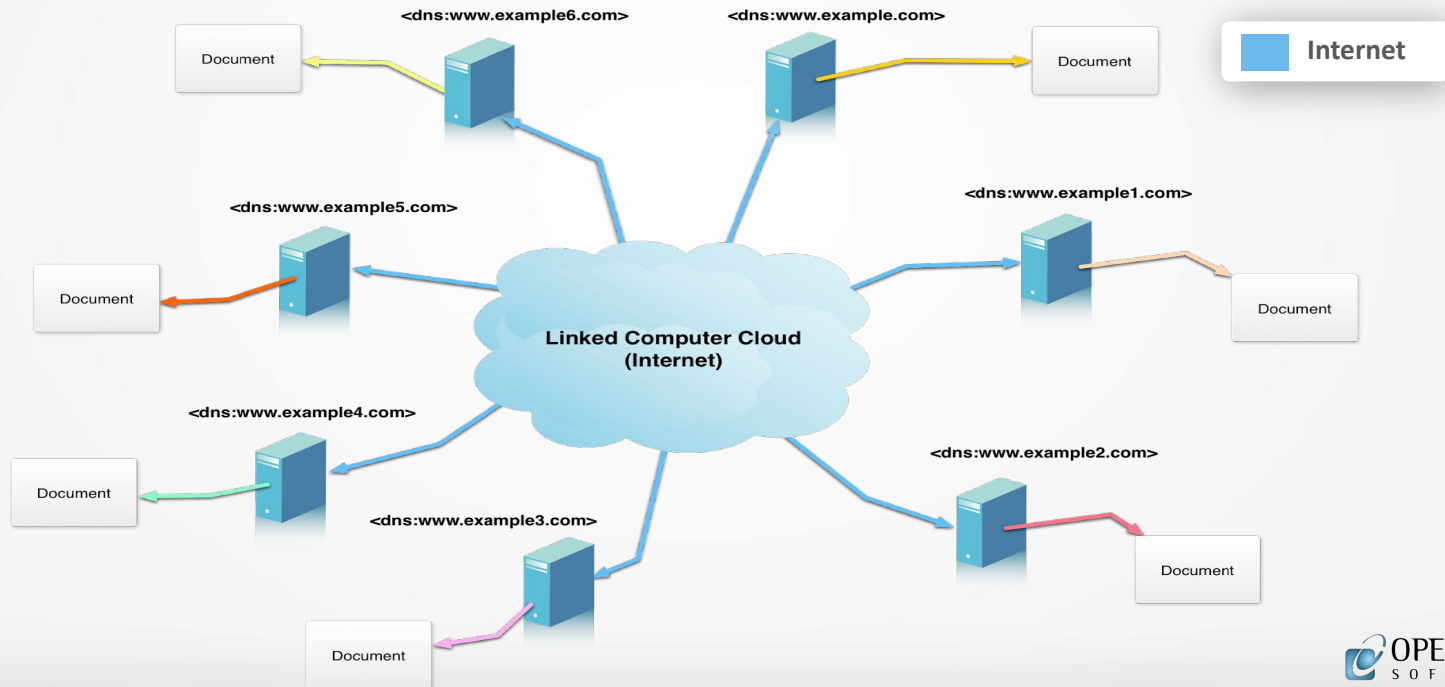 <dns:www.example6.com>
<dns:www.example.com>
Internet
Document
Document
<dns:www.example5.com>
<dns:www.example1.com>
Document
Document
Linked Computer Cloud
(Internet)
<dns:www.example4.com>
<dns:www.example2.com>
Document
<dns:www.example3.com>
Document
Document
OPE
SOF